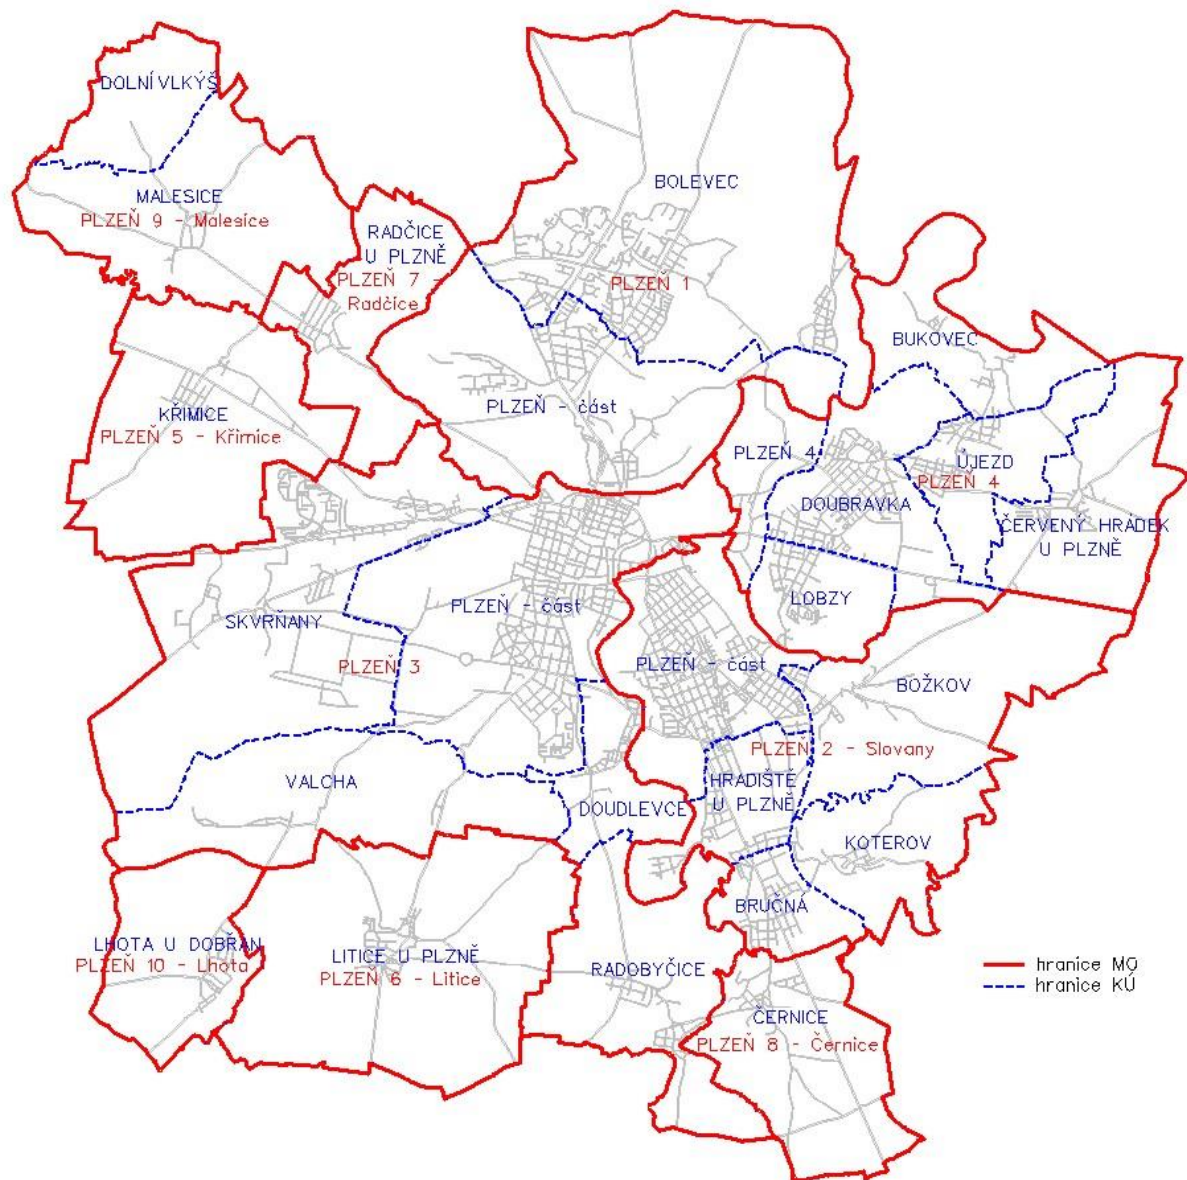 DOLNÍ VLKÝŠ
MALESICE
PLZEŇ 9 - Malesice
RADČICE
U PLZNĚ
PLZEŇ 7 -
Radčice
BOLEVEC
PLZEŇ 1
BUKOVEC
KŘIMICE
PLZEŇ 5 - Křimice
PLZEŇ - část
PLZEŇ 4
ÚJEZD
PLZEŇ 4
DOUBRAVKA
ČERVENÝ HRÁDEK
U PLZNĚ
LOBZY
SKVRŇANY
PLZEŇ - část
PLZEŇ 3
PLZEŇ - část
BOŽKOV
PLZEŇ 2 - Slovany
VALCHA
HRADIŠTĚ
U PLZNĚ
DOUDLEVCE
KOTEROV
BRUČNÁ
LHOTA U DOBŘAN
PLZEŇ 10 - Lhota
LITICE U PLZNĚ
PLZEŇ 6 - Litice
RADOBYČICE
ČERNICE
PLZEŇ 8 - Černice
hranice MO
hranice KÚ